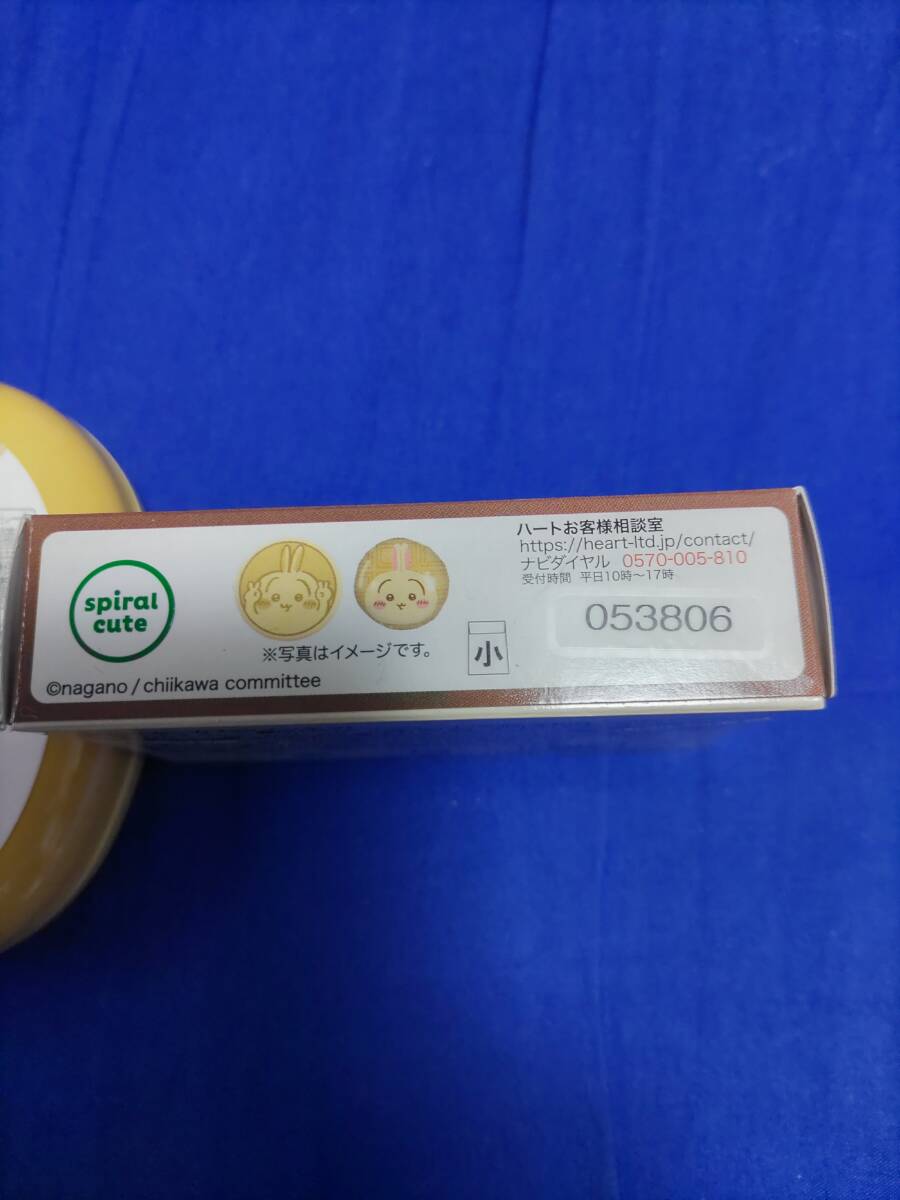 spiral
cute
※写真はイメージです。
小
©nagano / chiikawa committee
ハートお客様相談室
https://heart-ltd.jp/contact/
ナビダイヤル 0570-005-810
受付時間 平日10時～17時
053806